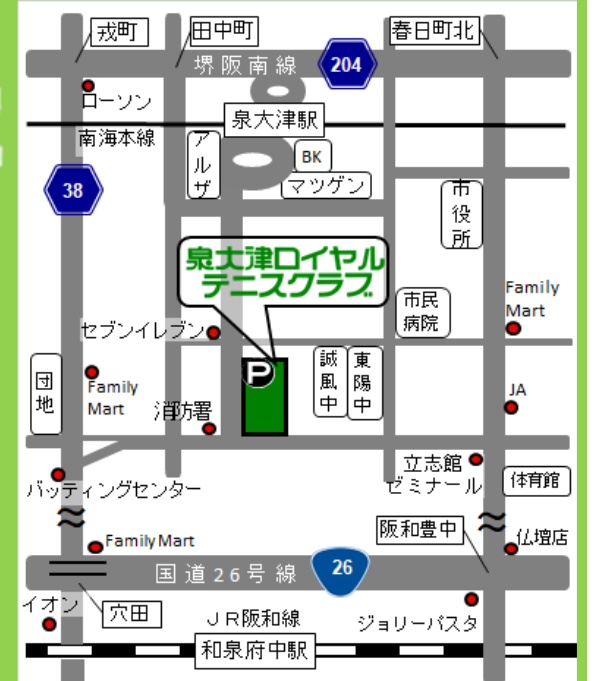 戎町
田中町
春日町北
堺阪南線
204
ローソン
泉大津駅
南海本線
アルザ
BK
マツゲン
38
市役所
泉大津ロイヤル
テニスクラブ
Family
Mart
市民
病院
セブンイレブン
P
誠風中
東陽中
団地
Family
Mart
消防署
JA
立志館
ゼミナール
体育館
バッティングセンター
阪和豊中
仏壇店
FamilyMart
国道26号線
26
イオン
穴田
JR阪和線
ジョリーパスタ
和泉府中駅